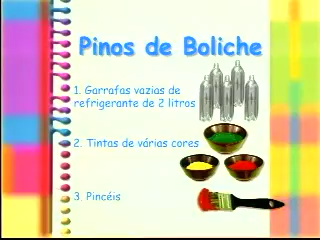 Pinos de Boliche
1. Garrafas vazias de
refrigerante de 2 litros
2. Tintas de várias cores
3. Pincéis